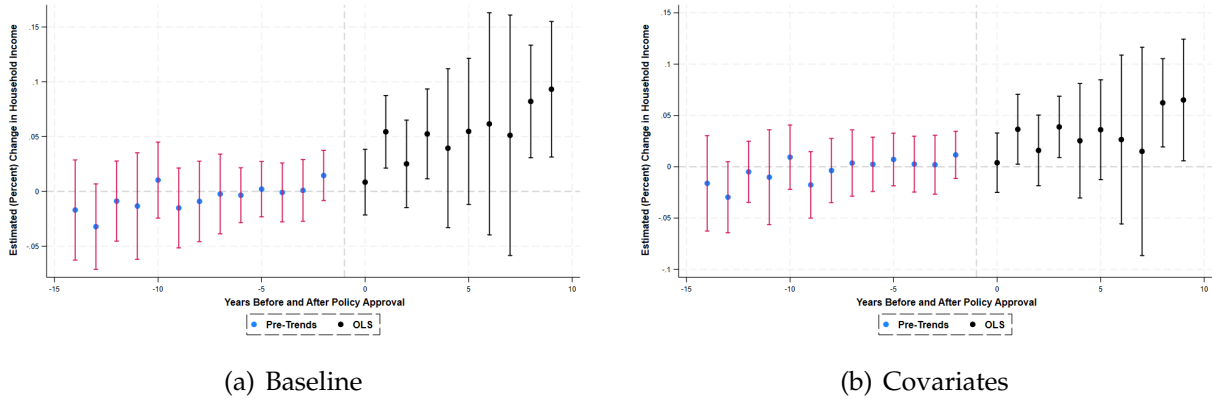 Estimated (Percent) Change in Household Income
.15
.1
.05
0
-.05
-15
-10
-5
0
5
10
Years Before and After Policy Approval
Pre-Trends
OLS
(a) Baseline
Estimated (Percent) Change in Household Income
.15
.1
.05
0
-.05
-.1
-15
-10
-5
0
5
10
Years Before and After Policy Approval
Pre-Trends
OLS
(b) Covariates